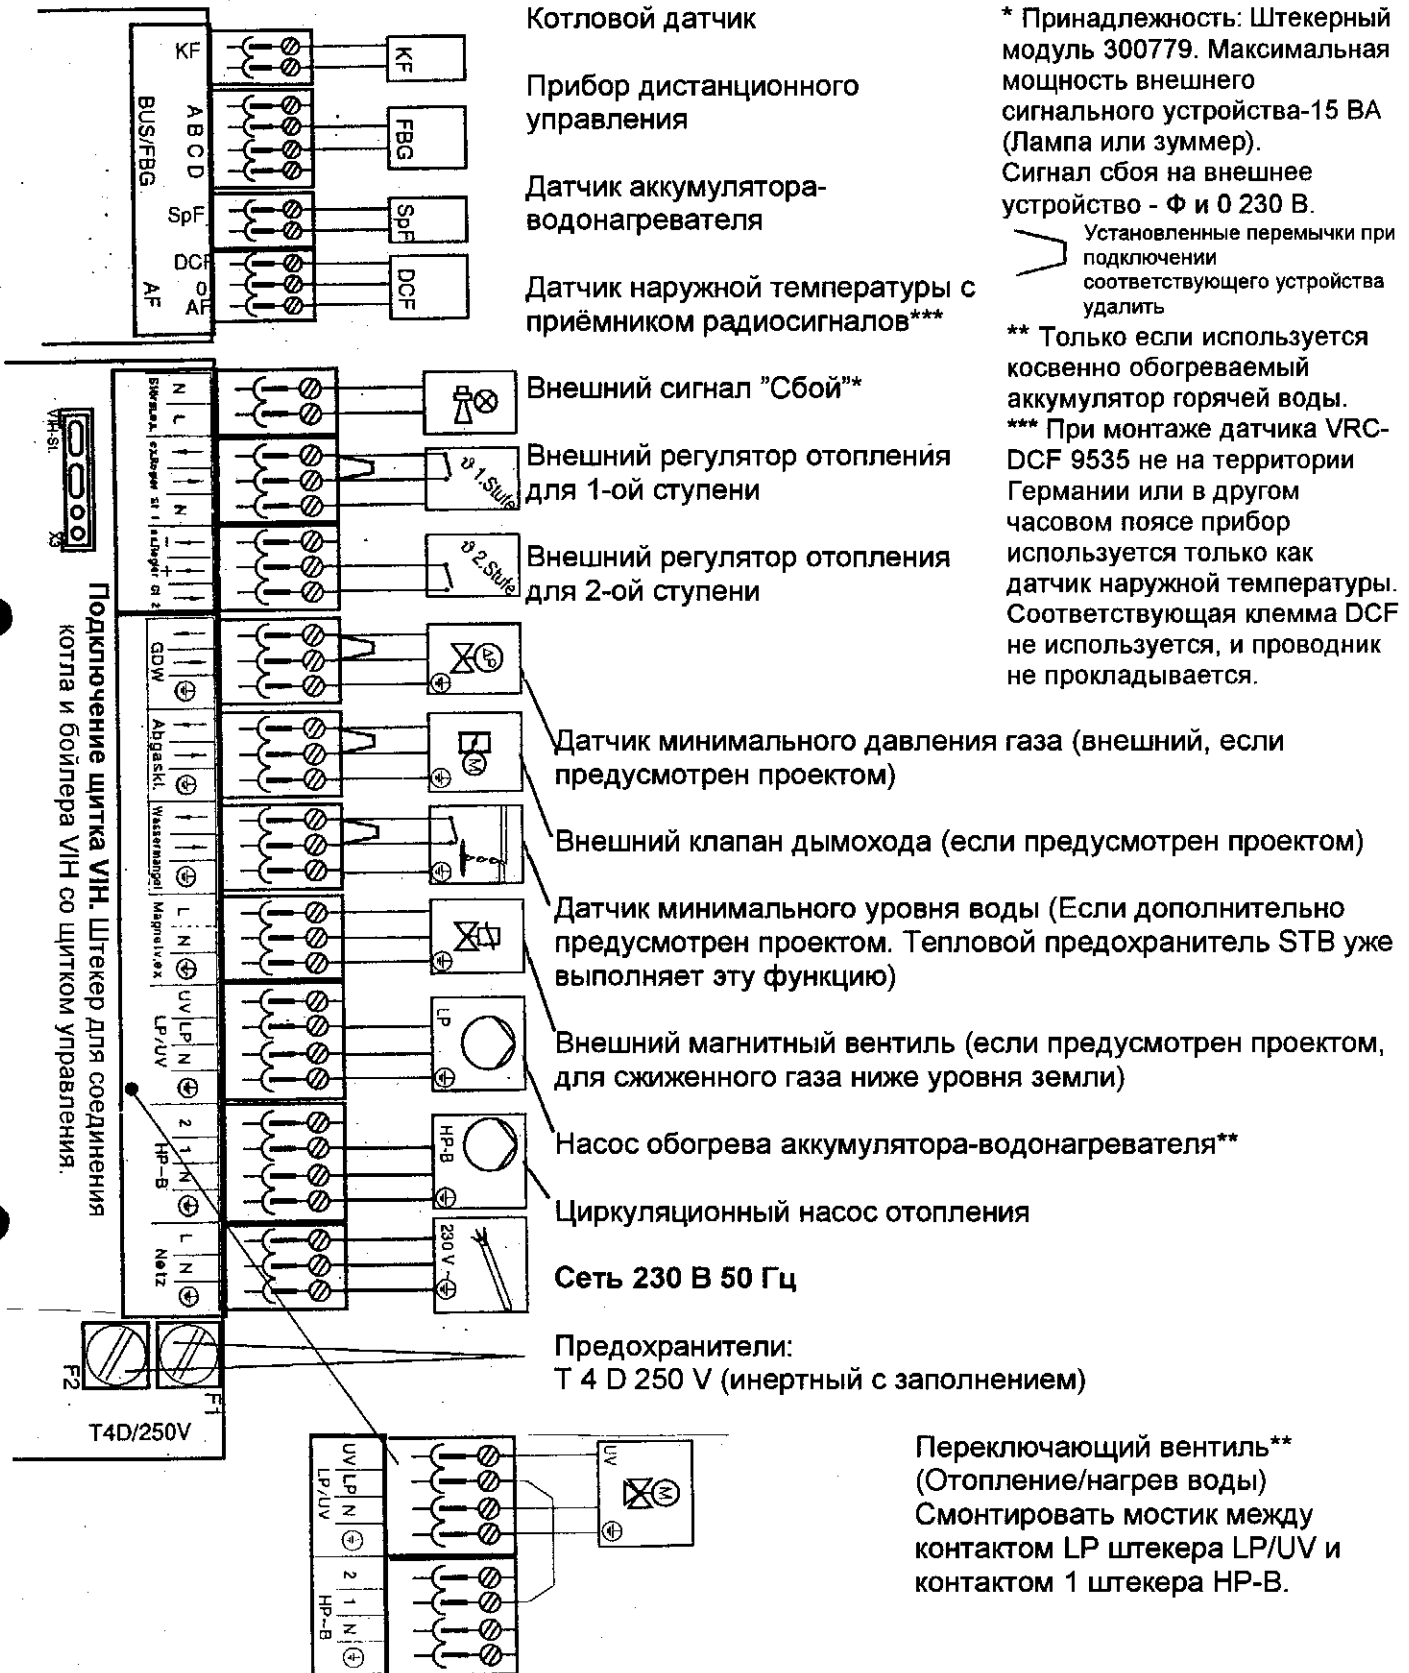 Котловой датчик
Прибор дистанционного
управления
Датчик аккумулятора-
водонагревателя
Датчик наружной температуры с
приёмником радиосигналов***
* Принадлежность: Штекерный
модуль 300779. Максимальная
мощность внешнего
сигнального устройства-15 ВА
(Лампа или зуммер).
Сигнал сбоя на внешнее
устройство - Ф и 0 230 В.
Установленные перемычки при
подключении
соответствующего устройства
удалить
** Только если используется
косвенно обогреваемый
аккумулятор горячей воды.
*** При монтаже датчика VRC-
DCF 9535 не на территории
Германии или в другом
часовом поясе прибор
используется только как
датчик наружной температуры.
Соответствующая клемма DCF
не используется, и проводник
не прокладывается.
KF
KF
BUS/FBG
A B C D
FBG
SpF
SpF
DCF
0
AF
AF
DCF
Внешний сигнал "Сбой"*
Внешний регулятор отопления
для 1-ой ступени
Внешний регулятор отопления
для 2-ой ступени
N L
N
1.Stufe
− +
2.Stufe
VIH-St.
X3
Подключение щитка VIH. Штекер для соединения
котла и бойлера VIH со щитком управления.
GDW
ΔP
Abgaskl.
M
Wassermangel
L N
Magnetv.ex
UV LP N
LP/UV
LP
2 1 N
HP-B
HP-B
L N
Netz
230 V ~
Датчик минимального давления газа (внешний, если
предусмотрен проектом)
Внешний клапан дымохода (если предусмотрен проектом)
Датчик минимального уровня воды (Если дополнительно
предусмотрен проектом. Тепловой предохранитель STB уже
выполняет эту функцию)
Внешний магнитный вентиль (если предусмотрен проектом,
для сжиженного газа ниже уровня земли)
Насос обогрева аккумулятора-водонагревателя**
Циркуляционный насос отопления
Сеть 230 В 50 Гц
Предохранители:
T 4 D 250 V (инертный с заполнением)
F2
F1
T4D/250V
UV LP N
LP/UV
UV
M
2 1 N
HP-B
Переключающий вентиль**
(Отопление/нагрев воды)
Смонтировать мостик между
контактом LP штекера LP/UV и
контактом 1 штекера HP-B.